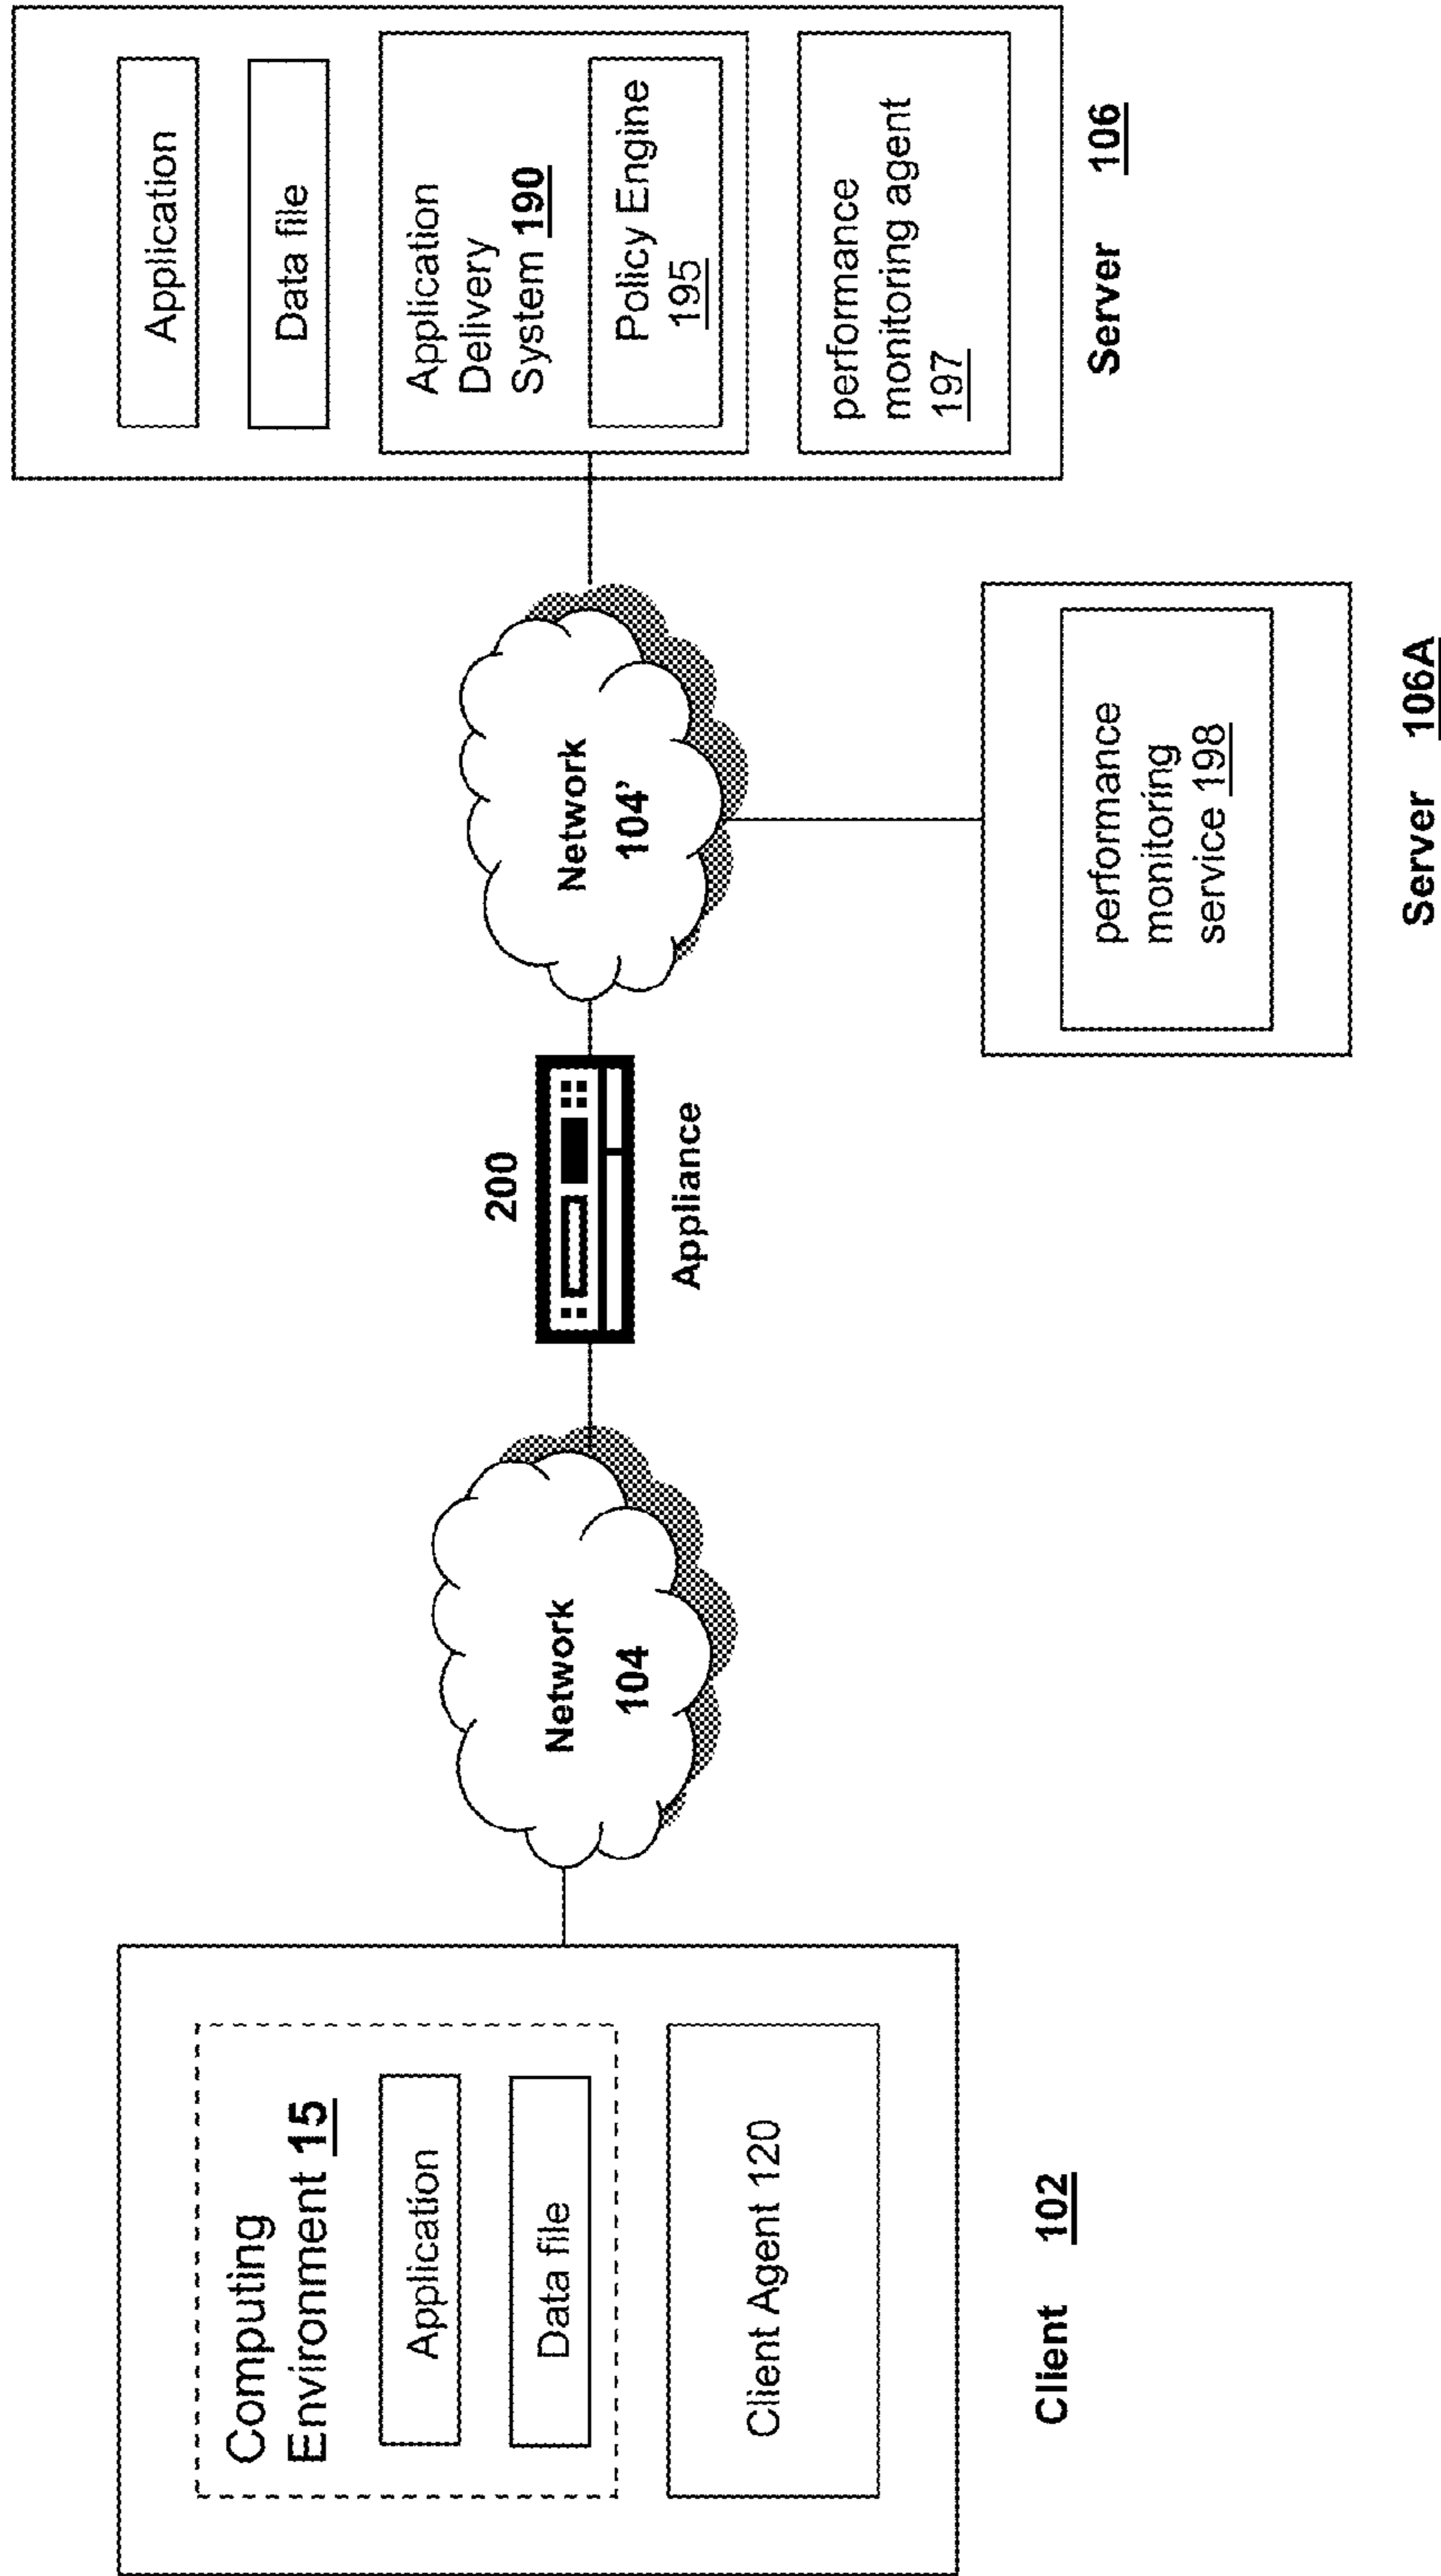 Computing
Environment 15
Application
Data file
Client Agent 120
Client 102
Network
104
200
Appliance
Network
104’
performance
monitoring
service 198
Server 106A
Application
Data file
Application
Delivery
System 190
Policy Engine
195
performance
monitoring agent
197
Server 106